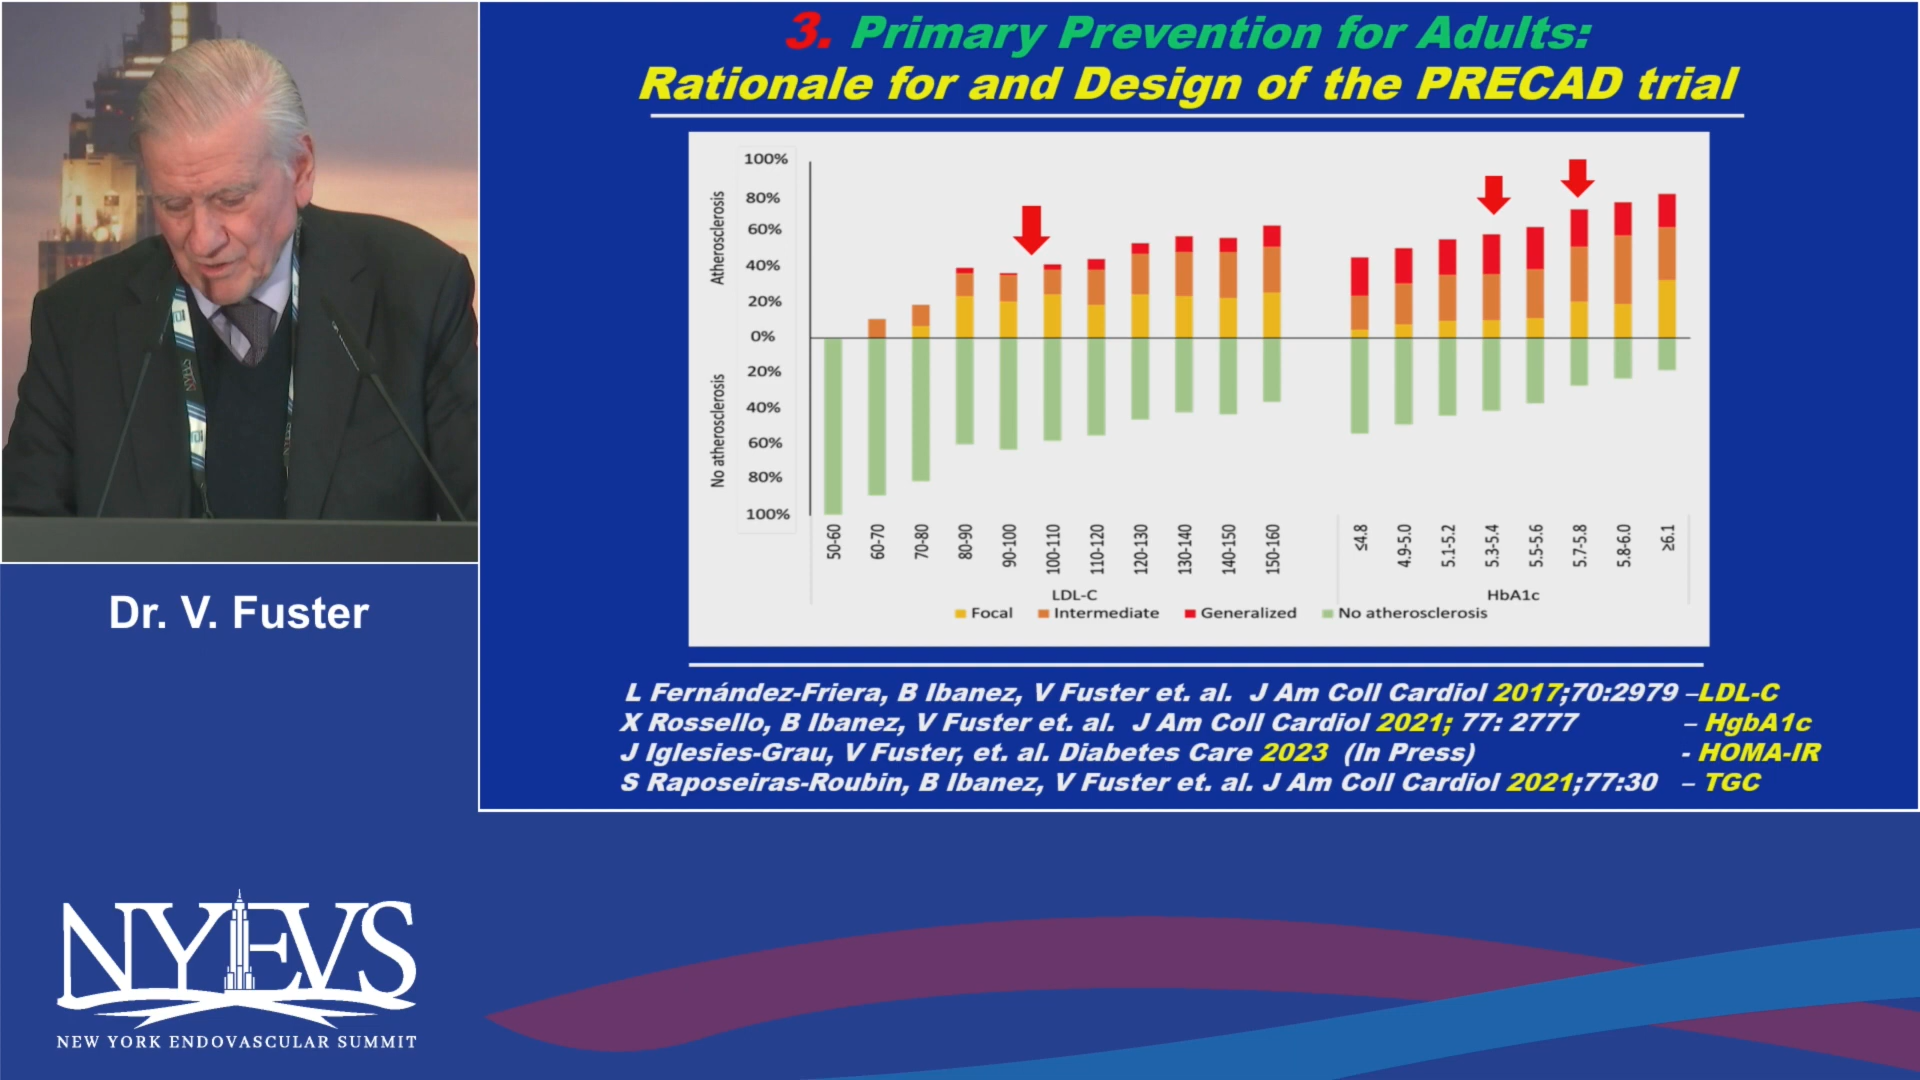 3. Primary Prevention for Adults:
Rationale for and Design of the PRECAD trial
Atherosclerosis
No atherosclerosis
100%
80%
60%
40%
20%
0%
20%
40%
60%
80%
100%
50-60
60-70
70-80
80-90
90-100
100-110
110-120
120-130
130-140
140-150
150-160
≤4.8
4.9-5.0
5.1-5.2
5.3-5.4
5.5-5.6
5.7-5.8
5.8-6.0
≥6.1
LDL-C
HbA1c
Focal Intermediate Generalized No atherosclerosis
L Fernández-Friera, B Ibanez, V Fuster et. al. J Am Coll Cardiol 2017;70:2979 –LDL-C
X Rossello, B Ibanez, V Fuster et. al. J Am Coll Cardiol 2021; 77: 2777 – HgbA1c
J Iglesies-Grau, V Fuster, et. al. Diabetes Care 2023 (In Press) - HOMA-IR
S Raposeiras-Roubin, B Ibanez, V Fuster et. al. J Am Coll Cardiol 2021;77:30 – TGC
Dr. V. Fuster
NYEVS
NEW YORK ENDOVASCULAR SUMMIT